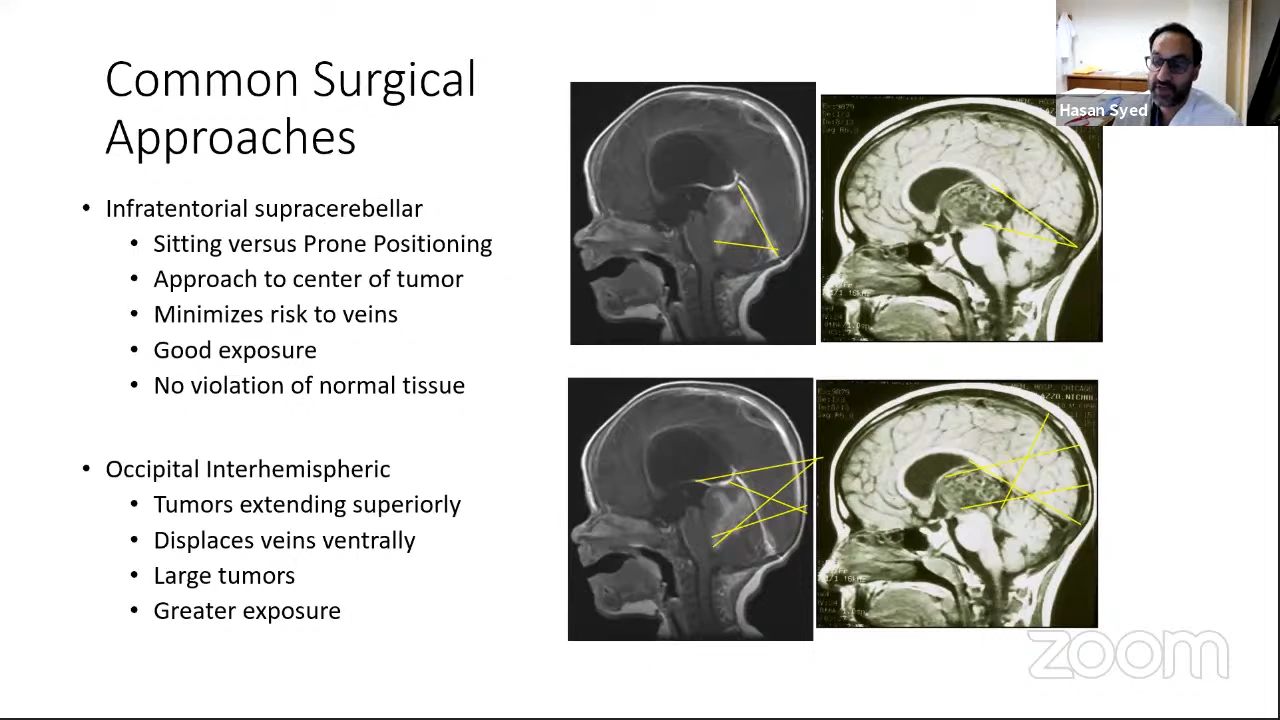 Common Surgical
Approaches
• Infratentorial supracerebellar
• Sitting versus Prone Positioning
• Approach to center of tumor
• Minimizes risk to veins
• Good exposure
• No violation of normal tissue
• Occipital Interhemispheric
• Tumors extending superiorly
• Displaces veins ventrally
• Large tumors
• Greater exposure
Hasan Syed
zoom